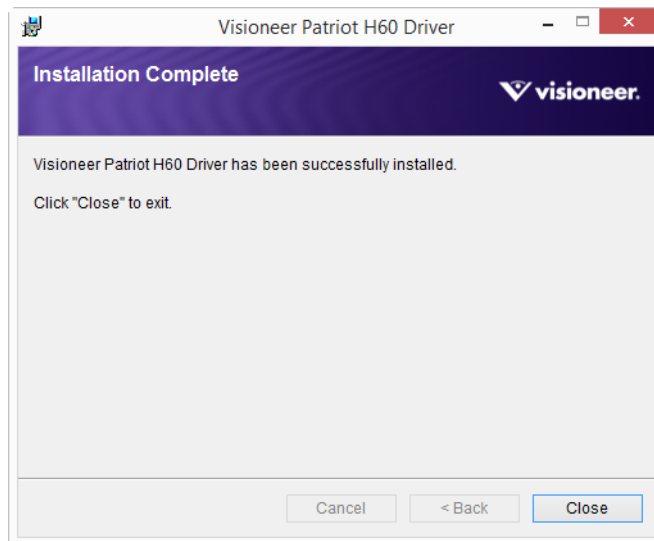 Visioneer Patriot H60 Driver
Installation Complete
visioneer.
Visioneer Patriot H60 Driver has been successfully installed.
Click "Close" to exit.
Cancel
< Back
Close